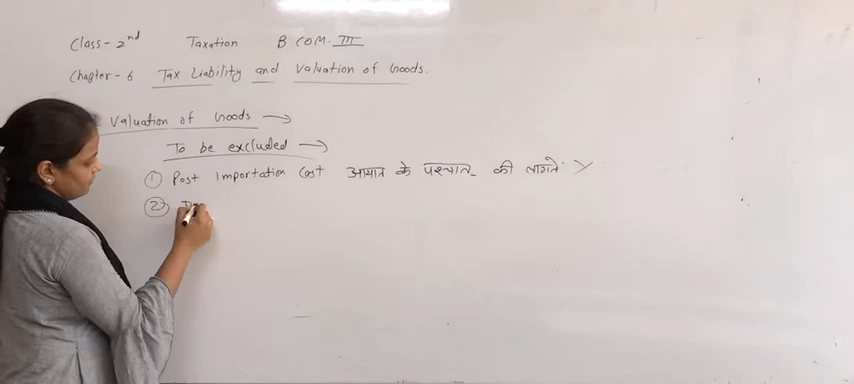 Class-2nd Taxation B COM. III
Chapter-6 Tax Liability and Valuation of Goods.
Valuation of Goods →
To be excluded →
① Post Importation Cost आयात के पश्चात की लागते
②